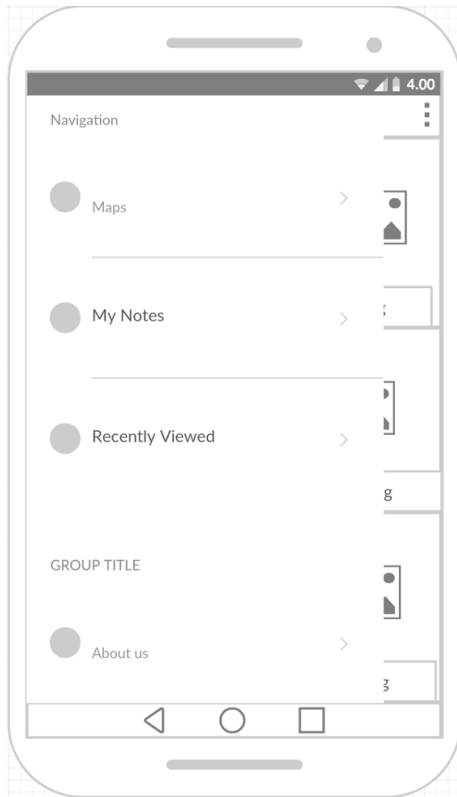 4.00
Navigation
Maps
My Notes
Recently Viewed
g
GROUP TITLE
About us
g